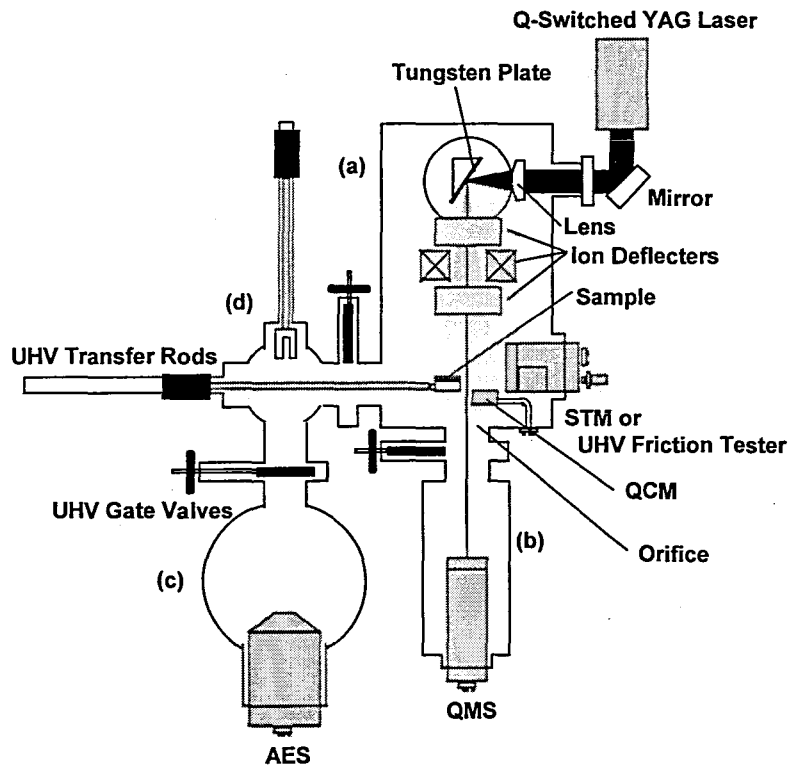 Q-Switched YAG Laser
Tungsten Plate
(a)
Mirror
Lens
Ion Deflecters
(d)
Sample
UHV Transfer Rods
STM or
UHV Friction Tester
QCM
UHV Gate Valves
(b)
Orifice
(c)
QMS
AES